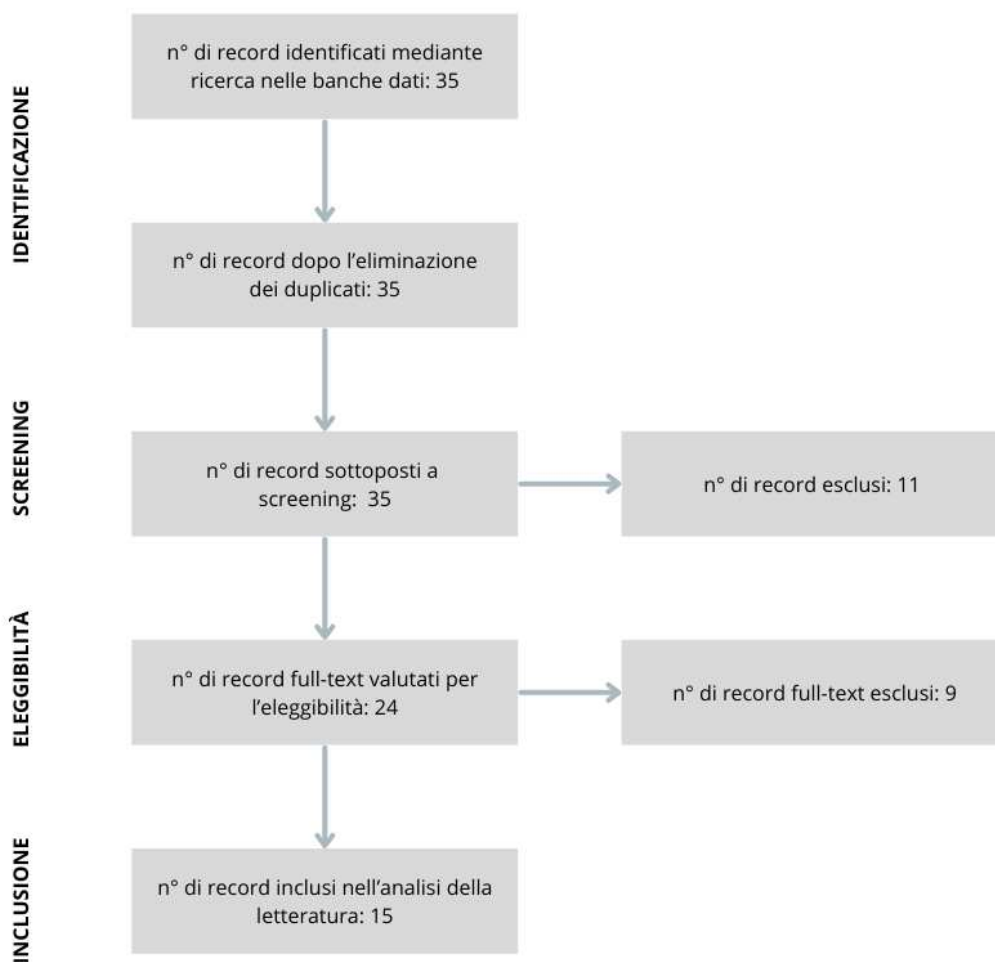 IDENTIFICAZIONE
n° di record identificati mediante
ricerca nelle banche dati: 35
n° di record dopo l'eliminazione
dei duplicati: 35
SCREENING
n° di record sottoposti a
screening: 35
n° di record esclusi: 11
ELEGGIBILITÀ
n° di record full-text valutati per
l'eleggibilità: 24
n° di record full-text esclusi: 9
INCLUSIONE
n° di record inclusi nell'analisi della
letteratura: 15